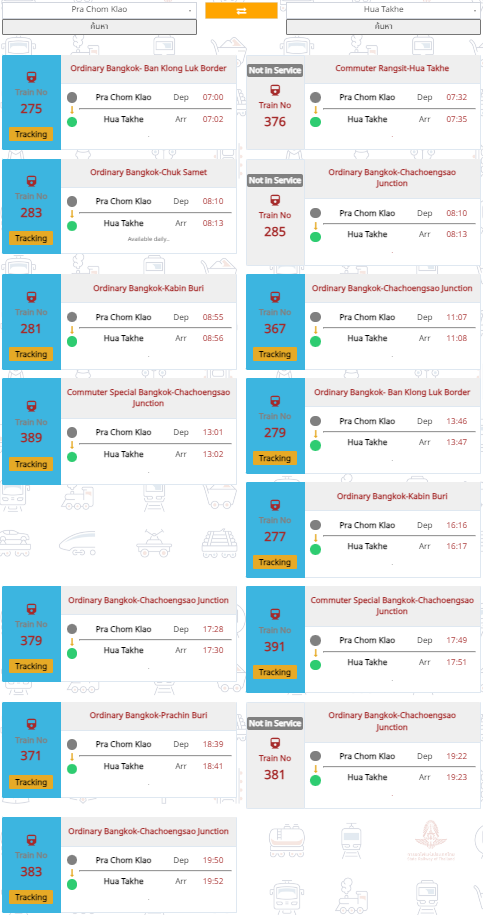 Pra Chom Klao
Hua Takhe
ค้นหา
ค้นหา
Train No
275
Tracking
Ordinary Bangkok- Ban Klong Luk Border
Pra Chom Klao Dep 07:00
Hua Takhe Arr 07:02
Not in Service
Train No
376
Commuter Rangsit-Hua Takhe
Pra Chom Klao Dep 07:32
Hua Takhe Arr 07:35
Train No
283
Tracking
Ordinary Bangkok-Chuk Samet
Pra Chom Klao Dep 08:10
Hua Takhe Arr 08:13
Available daily..
Not in Service
Train No
285
Ordinary Bangkok-Chachoengsao
Junction
Pra Chom Klao Dep 08:10
Hua Takhe Arr 08:13
Train No
281
Tracking
Ordinary Bangkok-Kabin Buri
Pra Chom Klao Dep 08:55
Hua Takhe Arr 08:56
Train No
367
Tracking
Ordinary Bangkok-Chachoengsao Junction
Pra Chom Klao Dep 11:07
Hua Takhe Arr 11:08
Train No
389
Tracking
Commuter Special Bangkok-Chachoengsao
Junction
Pra Chom Klao Dep 13:01
Hua Takhe Arr 13:02
Train No
279
Tracking
Ordinary Bangkok- Ban Klong Luk Border
Pra Chom Klao Dep 13:46
Hua Takhe Arr 13:47
Train No
277
Tracking
Ordinary Bangkok-Kabin Buri
Pra Chom Klao Dep 16:16
Hua Takhe Arr 16:17
Train No
379
Tracking
Ordinary Bangkok-Chachoengsao Junction
Pra Chom Klao Dep 17:28
Hua Takhe Arr 17:30
Train No
391
Tracking
Commuter Special Bangkok-Chachoengsao
Junction
Pra Chom Klao Dep 17:49
Hua Takhe Arr 17:51
Train No
371
Tracking
Ordinary Bangkok-Prachin Buri
Pra Chom Klao Dep 18:39
Hua Takhe Arr 18:41
Not in Service
Train No
381
Ordinary Bangkok-Chachoengsao
Junction
Pra Chom Klao Dep 19:22
Hua Takhe Arr 19:23
Train No
383
Tracking
Ordinary Bangkok-Chachoengsao Junction
Pra Chom Klao Dep 19:50
Hua Takhe Arr 19:52